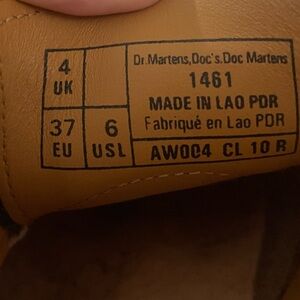 4
UK
37
EU
6
USL
Dr. Martens, Doc's. Doc Martens
1461
MADE IN LAO PDR
Fabriqué en Lao PDR
AW004 CL 10 R